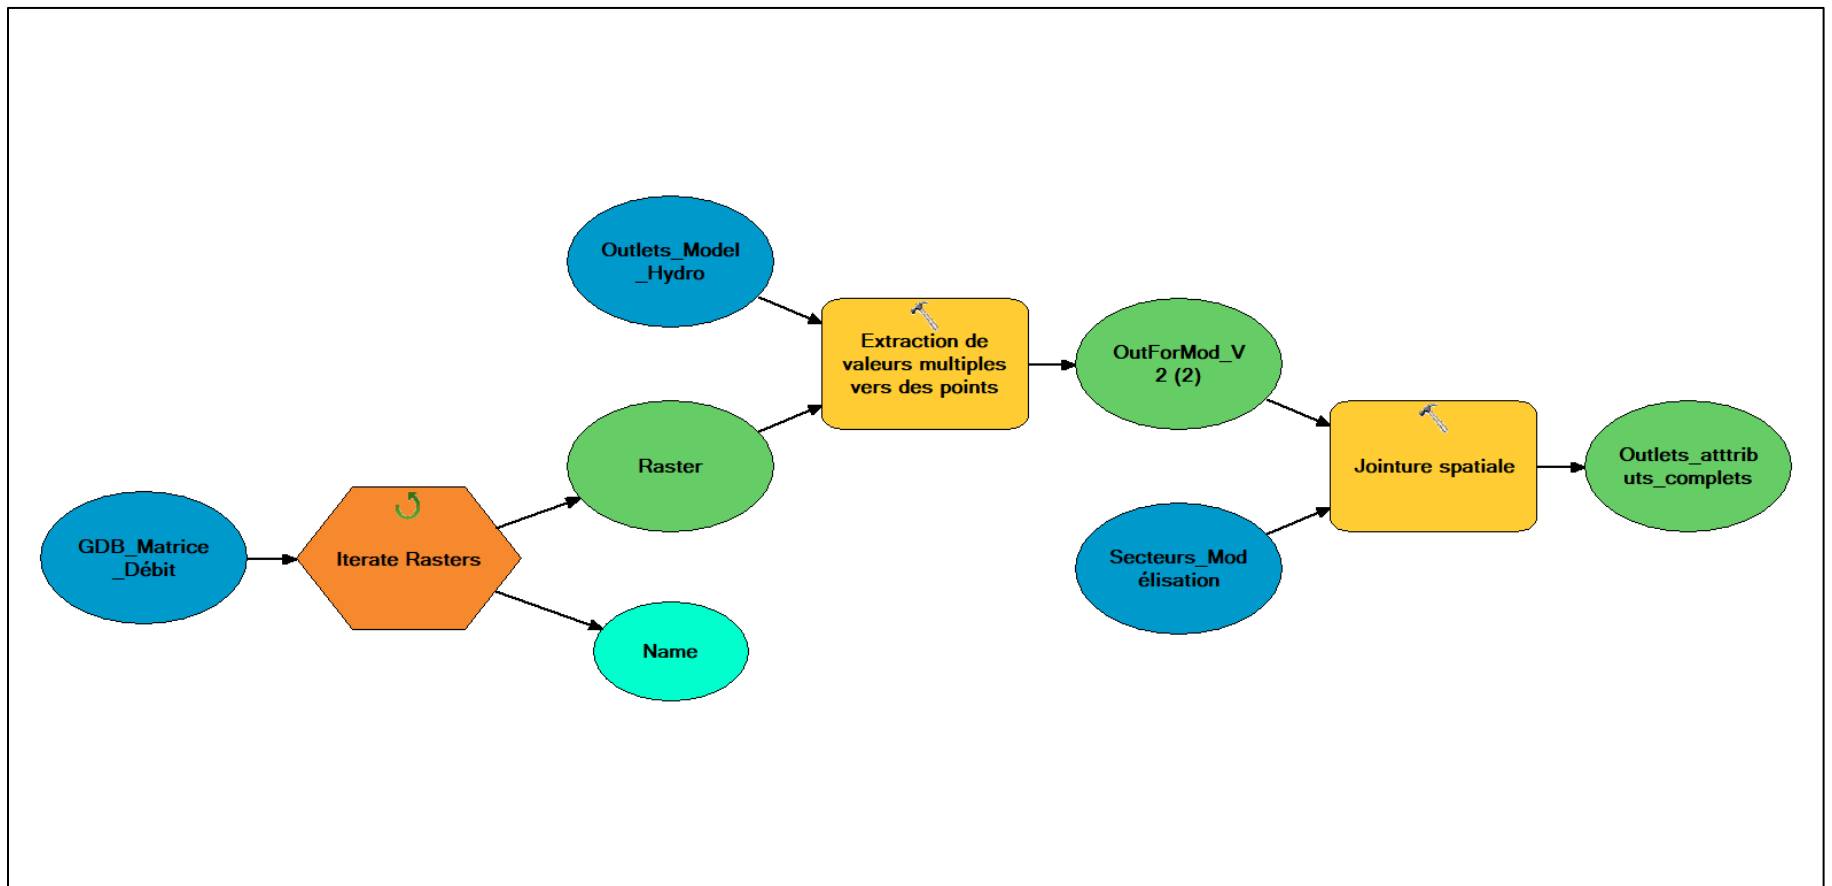 Outlets_Model
_Hydro
Extraction de
valeurs multiples
vers des points
OutForMod_V
2 (2)
Raster
Jointure spatiale
Outlets_atttrib
uts_complets
GDB_Matrice
_Débit
Iterate Rasters
Secteurs_Mod
élisation
Name